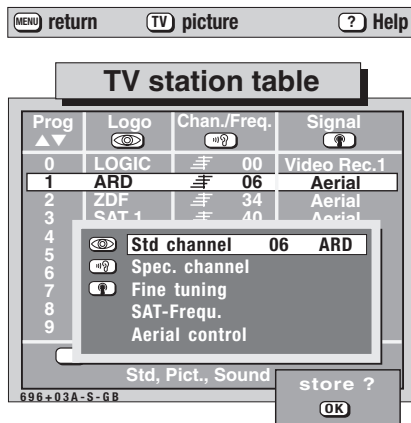 MENU return TV picture ? Help
TV station table
Prog Logo Chan./Freq. Signal
0 LOGIC 00 Video Rec.1
1 ARD 06 Aerial
2 ZDF 34 Aerial
3 SAT 1 40 Aerial
4
5
6
7
8
9
Std channel 06 ARD
Spec. channel
Fine tuning
SAT-Frequ.
Aerial control
Std, Pict., Sound
store ?
OK
696+03A-S-GB